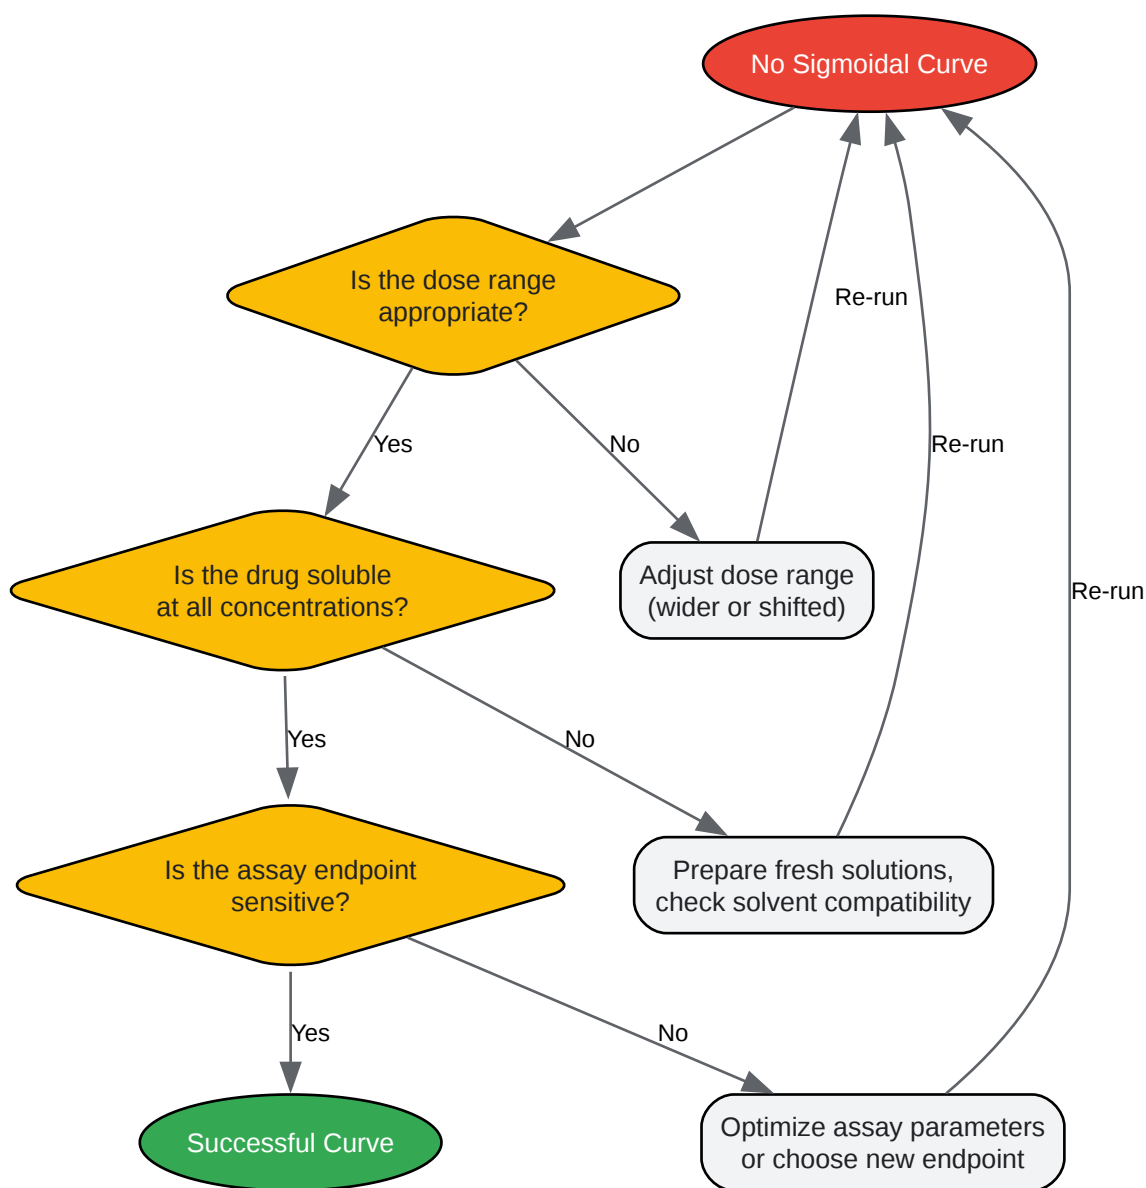 No Sigmoidal Curve
Is the dose range
appropriate?
Re-run
Yes
No
Re-run
Is the drug soluble
at all concentrations?
Adjust dose range
(wider or shifted)
Re-run
Yes
No
Is the assay endpoint
sensitive?
Prepare fresh solutions,
check solvent compatibility
Yes
No
Successful Curve
Optimize assay parameters
or choose new endpoint